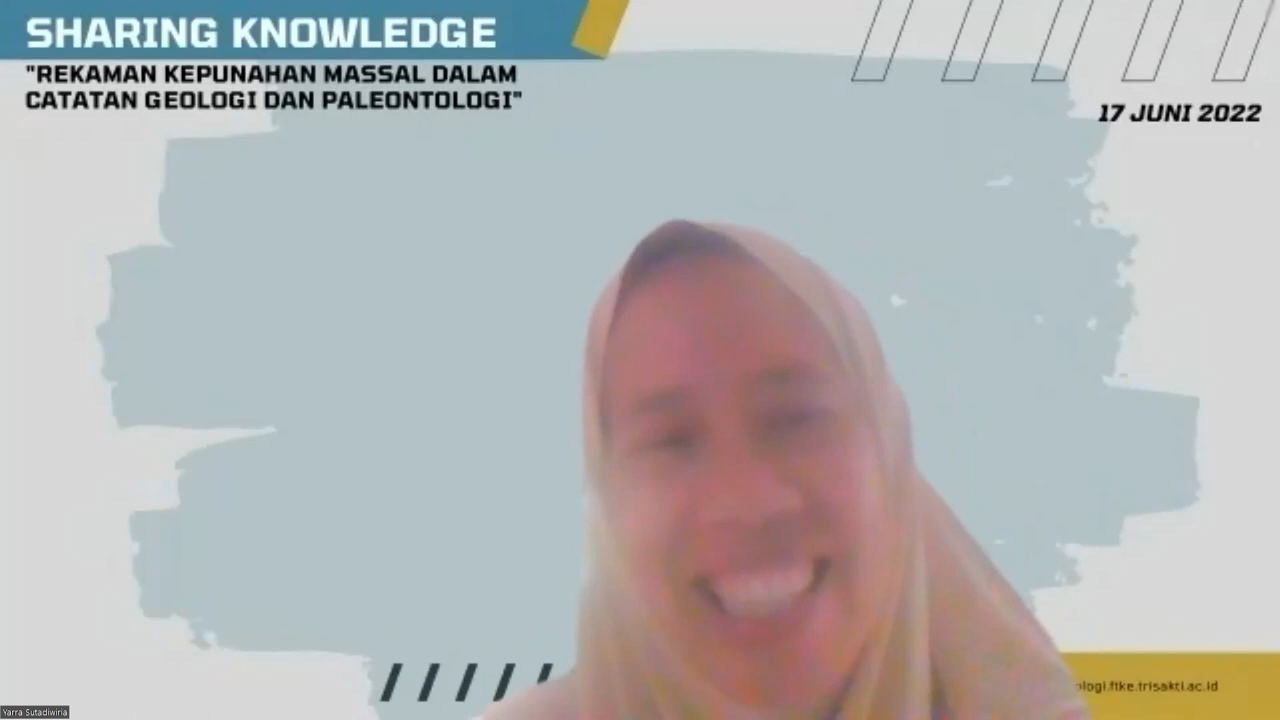 SHARING KNOWLEDGE
"REKAMAN KEPUNAHAN MASSAL DALAM
CATATAN GEOLOGI DAN PALEONTOLOGI"
17 JUNI 2022
ologi.ftke.trisakti.ac.id
Yarra Sutadiwiria